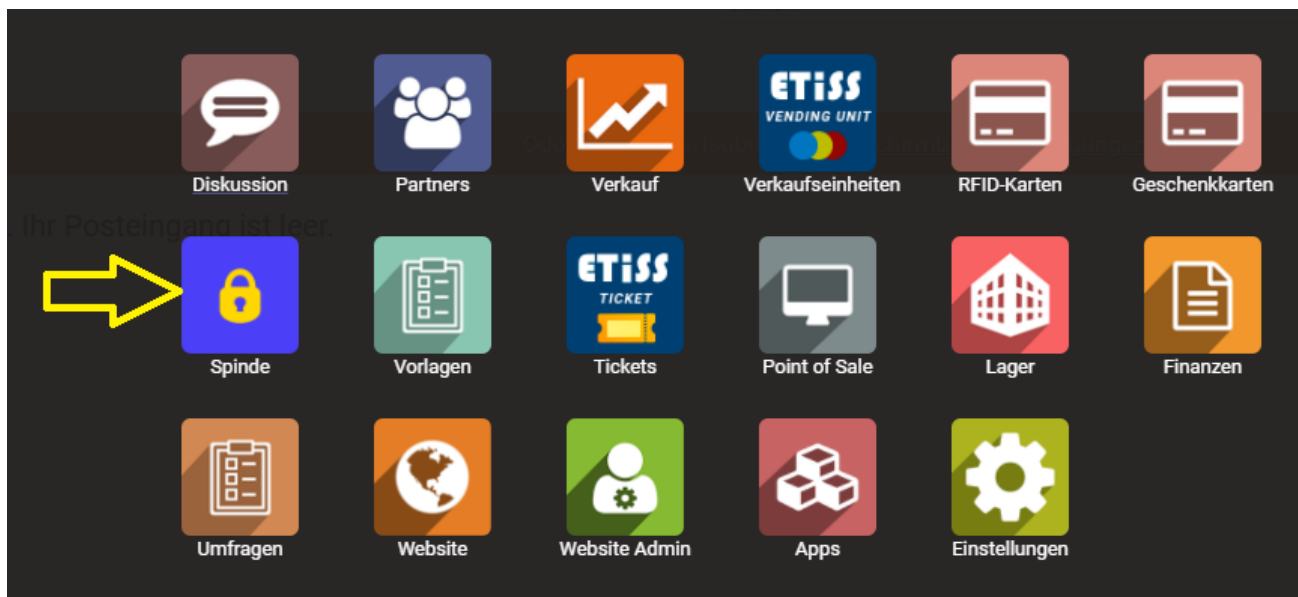 ETiSS
VENDING UNIT
Diskussion
Partners
Verkauf
Verkaufseinheiten
RFID-Karten
Geschenkkarten
Ihr Posteingang ist leer.
ETiSS
TICKET
Spinde
Vorlagen
Tickets
Point of Sale
Lager
Finanzen
Umfragen
Website
Website Admin
Apps
Einstellungen